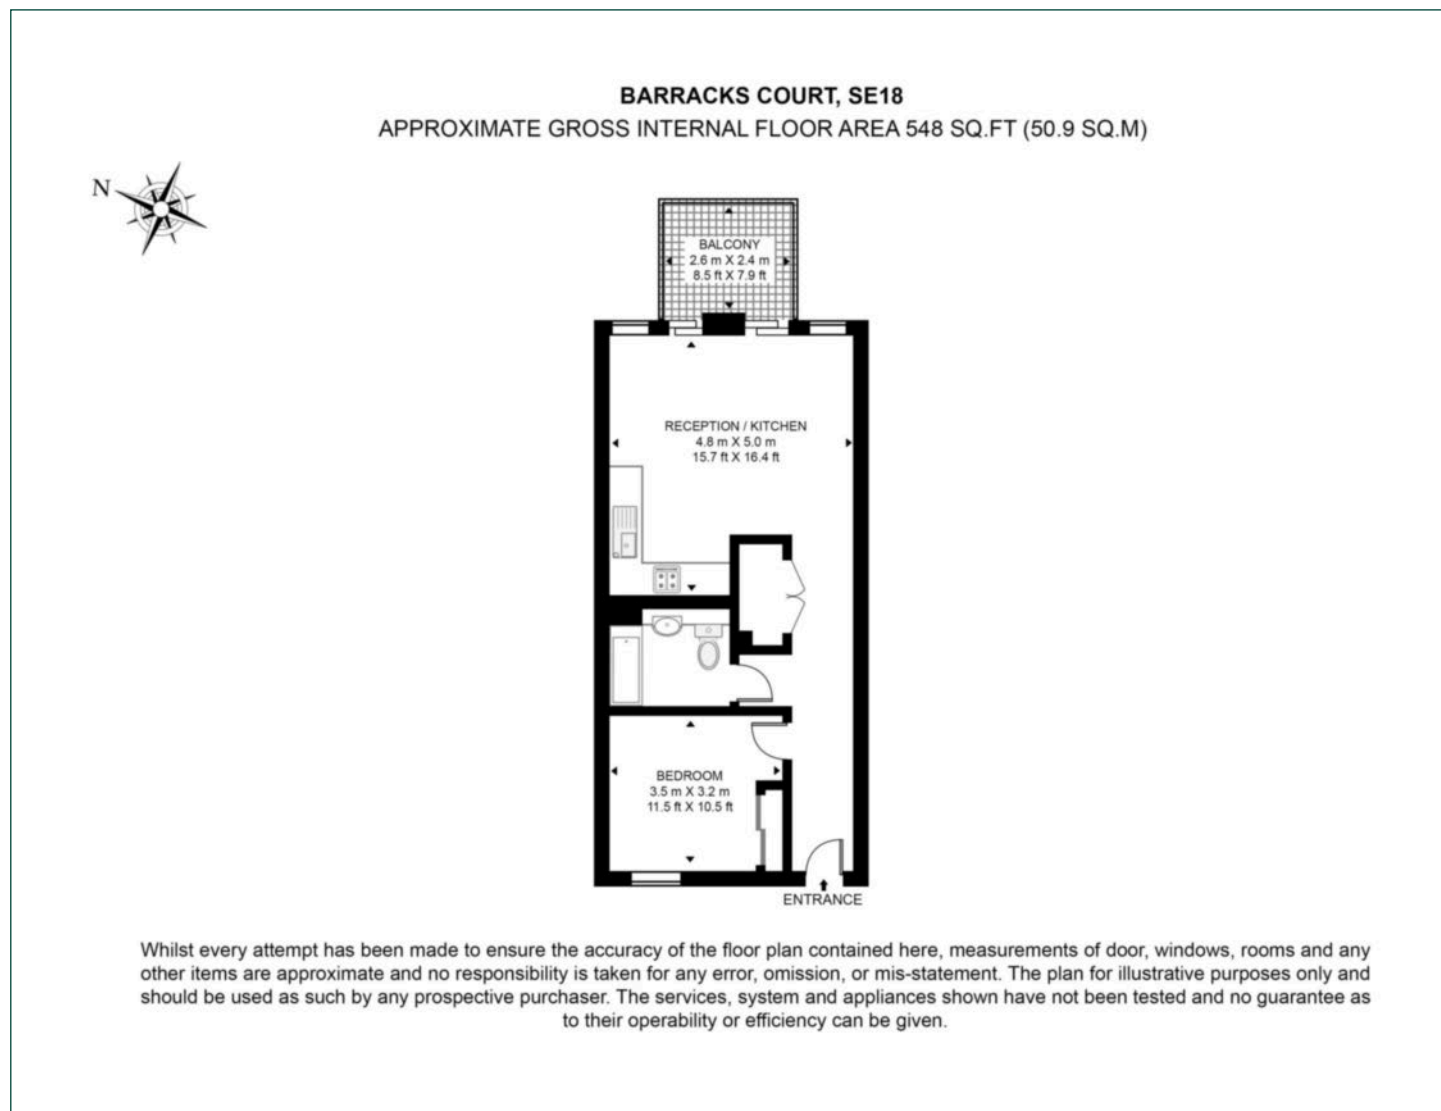 BARRACKS COURT, SE18
APPROXIMATE GROSS INTERNAL FLOOR AREA 548 SQ.FT (50.9 SQ.M)
N
BALCONY
2.6 m X 2.4 m
8.5 ft X 7.9 ft
RECEPTION / KITCHEN
4.8 m X 5.0 m
15.7 ft X 16.4 ft
BEDROOM
3.5 m X 3.2 m
11.5 ft X 10.5 ft
ENTRANCE
Whilst every attempt has been made to ensure the accuracy of the floor plan contained here, measurements of door, windows, rooms and any
other items are approximate and no responsibility is taken for any error, omission, or mis-statement. The plan for illustrative purposes only and
should be used as such by any prospective purchaser. The services, system and appliances shown have not been tested and no guarantee as
to their operability or efficiency can be given.